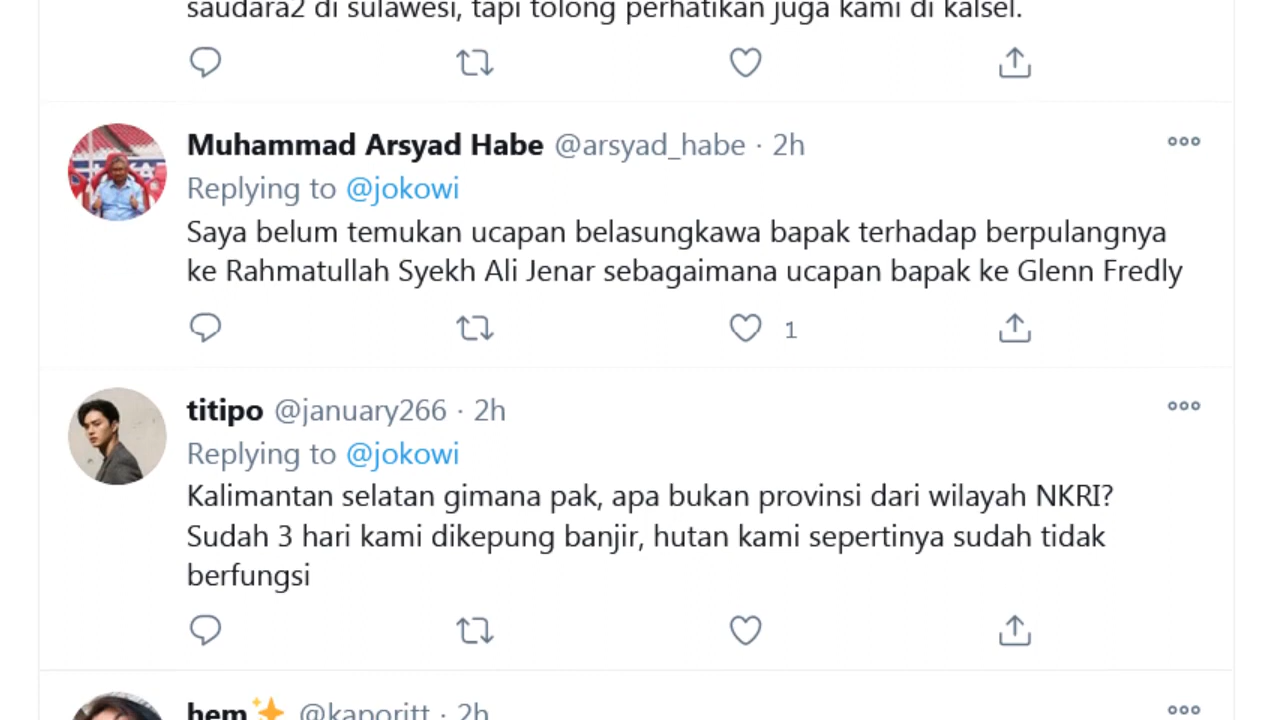 saudara2 di sulawesi, tapi tolong perhatikan juga kami di kalsel.
Muhammad Arsyad Habe @arsyad_habe · 2h
Replying to @jokowi
Saya belum temukan ucapan belasungkawa bapak terhadap berpulangnya
ke Rahmatullah Syekh Ali Jenar sebagaimana ucapan bapak ke Glenn Fredly
1
titipo @january266 · 2h
Replying to @jokowi
Kalimantan selatan gimana pak, apa bukan provinsi dari wilayah NKRI?
Sudah 3 hari kami dikepung banjir, hutan kami sepertinya sudah tidak
berfungsi
hem✨ @kaporitt · 2h